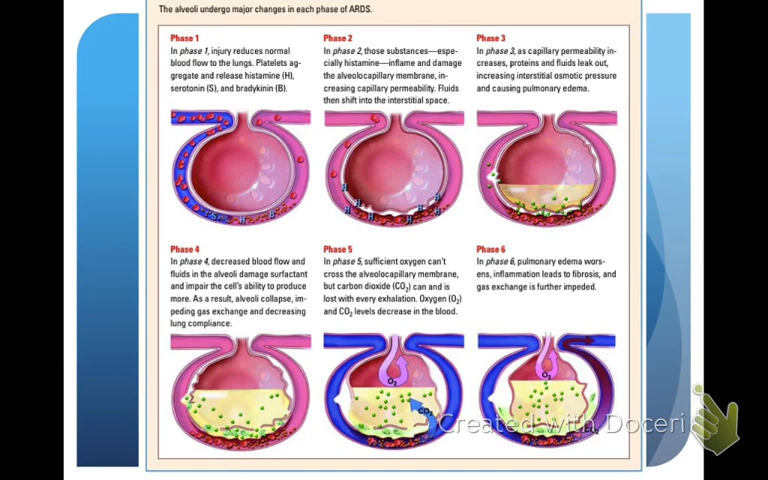 The alveoli undergo major changes in each phase of ARDS.
Phase 1
In phase 1, injury reduces normal
blood flow to the lungs. Platelets ag-
gregate and release histamine (H),
serotonin (S), and bradykinin (B).
Phase 2
In phase 2, those substances—espe-
cially histamine—inflame and damage
the alveolocapillary membrane, in-
creasing capillary permeability. Fluids
then shift into the interstitial space.
Phase 3
In phase 3, as capillary permeability in-
creases, proteins and fluids leak out,
increasing interstitial osmotic pressure
and causing pulmonary edema.
S H B
H H H H H H H
Phase 4
In phase 4, decreased blood flow and
fluids in the alveoli damage surfactant
and impair the cell's ability to produce
more. As a result, alveoli collapse, im-
peding gas exchange and decreasing
lung compliance.
Phase 5
In phase 5, sufficient oxygen can't
cross the alveolocapillary membrane,
but carbon dioxide (CO2) can and is
lost with every exhalation. Oxygen (O2)
and CO2 levels decrease in the blood.
Phase 6
In phase 6, pulmonary edema wors-
ens, inflammation leads to fibrosis, and
gas exchange is further impeded.
O2
CO2
O2
Created with Doceri